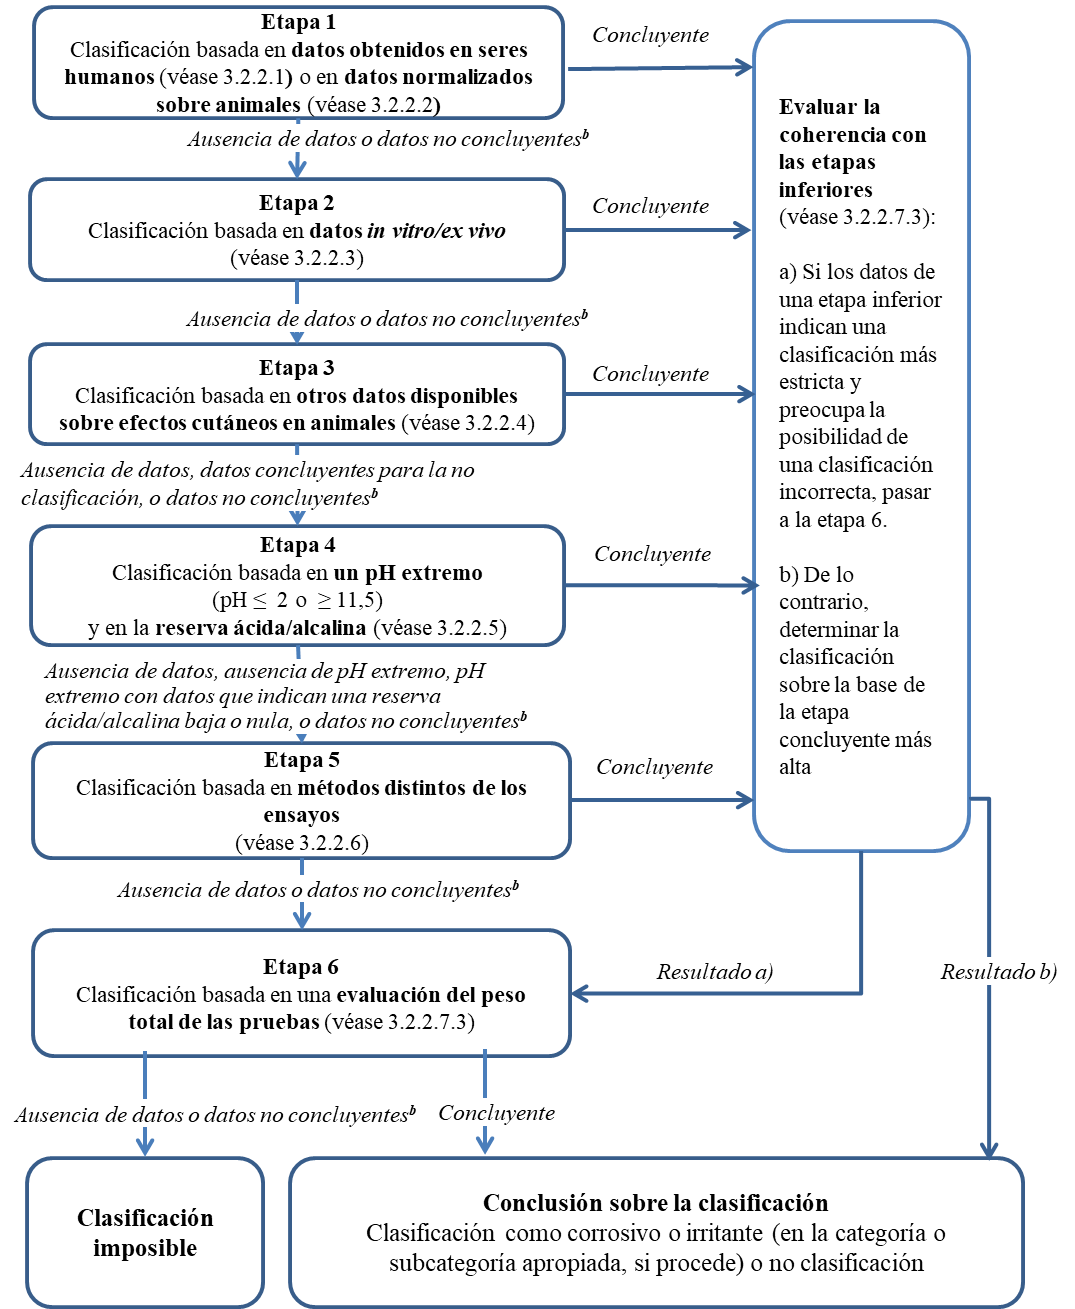 Etapa 1
Clasificación basada en datos obtenidos en seres
humanos (véase 3.2.2.1) o en datos normalizados
sobre animales (véase 3.2.2.2)
Concluyente
Ausencia de datos o datos no concluyentesᵇ
Etapa 2
Clasificación basada en datos in vitro/ex vivo
(véase 3.2.2.3)
Concluyente
Ausencia de datos o datos no concluyentesᵇ
Etapa 3
Clasificación basada en otros datos disponibles
sobre efectos cutáneos en animales (véase 3.2.2.4)
Concluyente
Ausencia de datos, datos concluyentes para la no
clasificación, o datos no concluyentesᵇ
Etapa 4
Clasificación basada en un pH extremo
(pH ≤ 2 o ≥ 11,5)
y en la reserva ácida/alcalina (véase 3.2.2.5)
Concluyente
Ausencia de datos, ausencia de pH extremo, pH
extremo con datos que indican una reserva
ácida/alcalina baja o nula, o datos no concluyentesᵇ
Etapa 5
Clasificación basada en métodos distintos de los
ensayos
(véase 3.2.2.6)
Concluyente
Ausencia de datos o datos no concluyentesᵇ
Evaluar la
coherencia con
las etapas
inferiores
(véase 3.2.2.7.3):
a) Si los datos de
una etapa inferior
indican una
clasificación más
estricta y
preocupa la
posibilidad de
una clasificación
incorrecta, pasar
a la etapa 6.
b) De lo
contrario,
determinar la
clasificación
sobre la base de
la etapa
concluyente más
alta
Etapa 6
Clasificación basada en una evaluación del peso
total de las pruebas (véase 3.2.2.7.3)
Resultado a)
Resultado b)
Ausencia de datos o datos no concluyentesᵇ
Concluyente
Clasificación
imposible
Conclusión sobre la clasificación
Clasificación como corrosivo o irritante (en la categoría o
subcategoría apropiada, si procede) o no clasificación